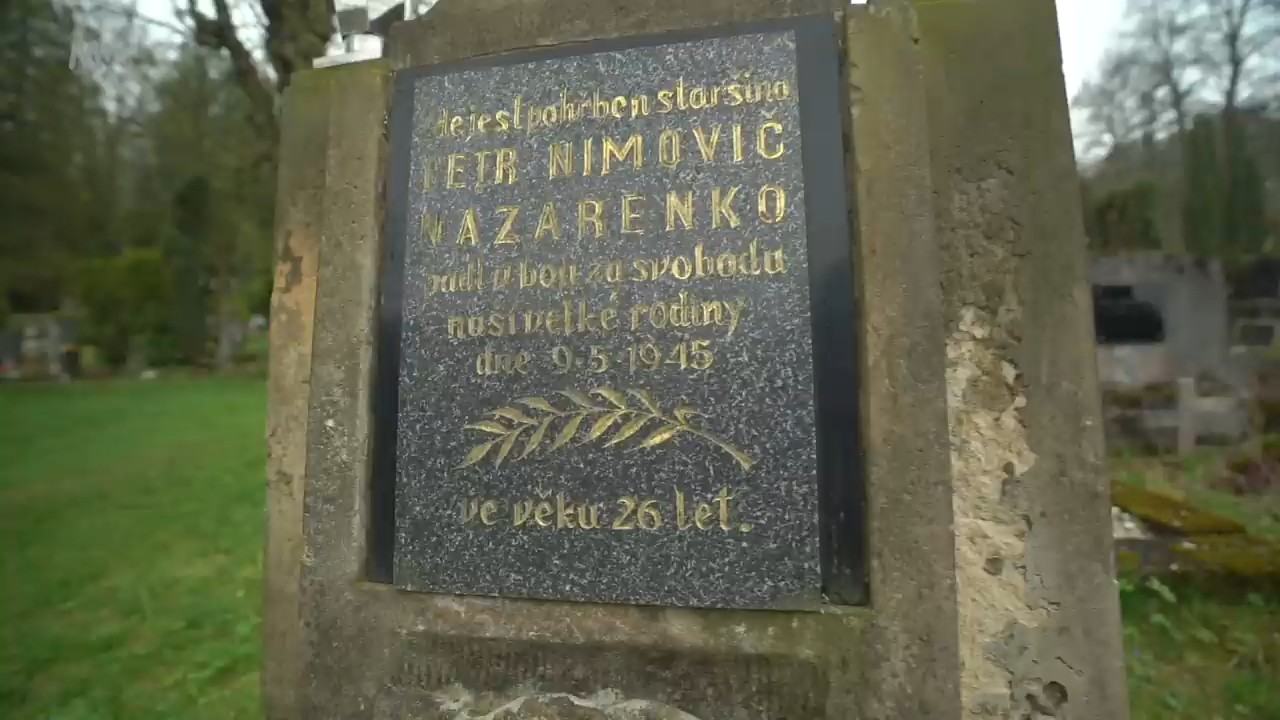 Zde jest pohřben staršina
PETR NIMOVIČ
NAZARENKO
padl v boji za svobodu
naší velké rodiny
dne 9·5·1945
ve věku 26 let.